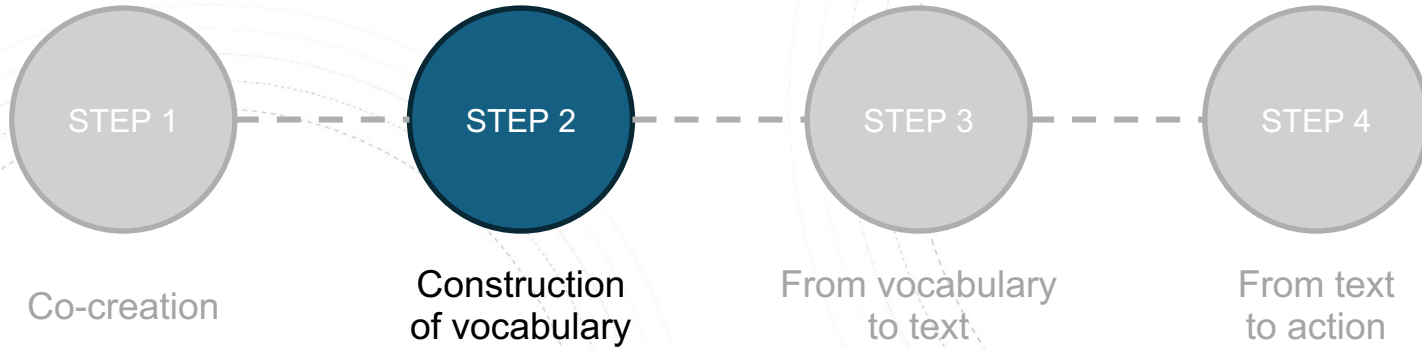 STEP 1
STEP 2
STEP 3
STEP 4
Co-creation
Construction
of vocabulary
From vocabulary
to text
From text
to action